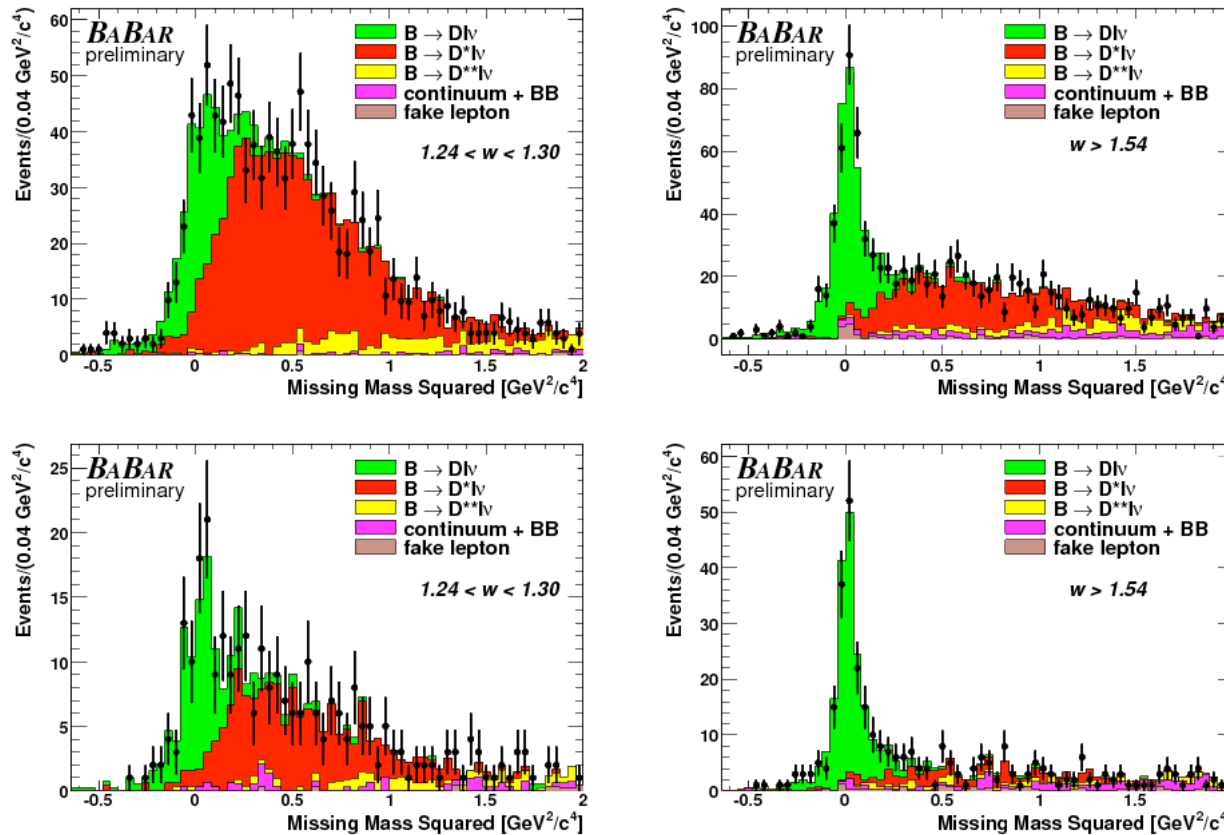 Events/(0.04 GeV²/c⁴)
60
50
40
30
20
10
0
BABAR
preliminary
B → Dlν
B → D*lν
B → D**lν
continuum + BB
fake lepton
1.24 < w < 1.30
-0.5 0 0.5 1 1.5 2
Missing Mass Squared [GeV²/c⁴]
Events/(0.04 GeV²/c⁴)
100
80
60
40
20
0
BABAR
preliminary
B → Dlν
B → D*lν
B → D**lν
continuum + BB
fake lepton
w > 1.54
-0.5 0 0.5 1 1.5
Missing Mass Squared [GeV²/c⁴]
Events/(0.04 GeV²/c⁴)
25
20
15
10
5
0
BABAR
preliminary
B → Dlν
B → D*lν
B → D**lν
continuum + BB
fake lepton
1.24 < w < 1.30
-0.5 0 0.5 1 1.5 2
Missing Mass Squared [GeV²/c⁴]
Events/(0.04 GeV²/c⁴)
60
50
40
30
20
10
0
BABAR
preliminary
B → Dlν
B → D*lν
B → D**lν
continuum + BB
fake lepton
w > 1.54
-0.5 0 0.5 1 1.5
Missing Mass Squared [GeV²/c⁴]